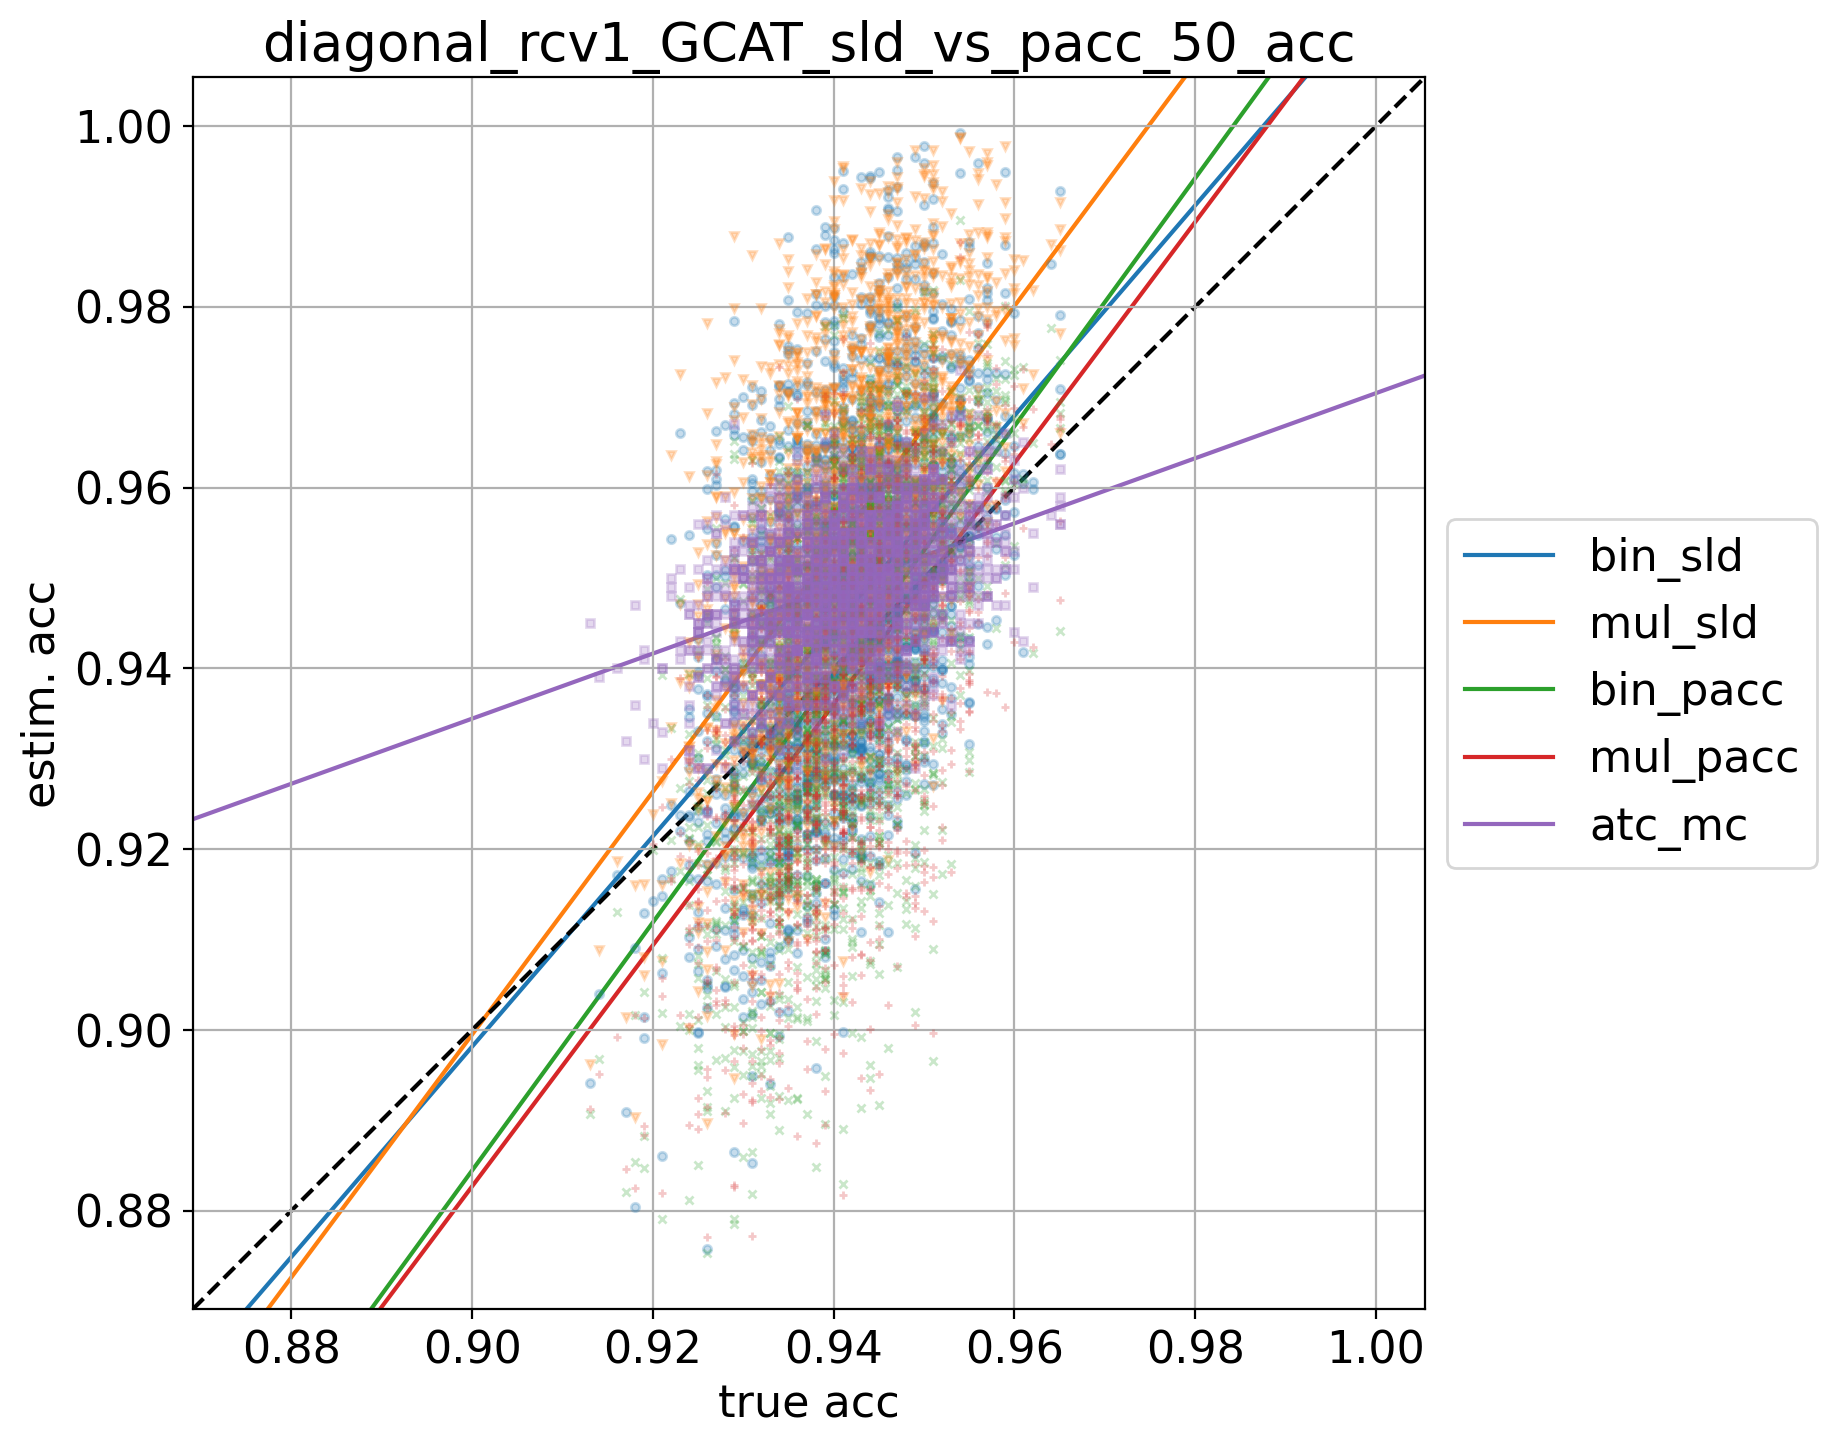 diagonal_rcv1_GCAT_sld_vs_pacc_50_acc
1.00
0.98
0.96
0.94
0.92
0.90
0.88
estim. acc
0.88 0.90 0.92 0.94 0.96 0.98 1.00
true acc
bin_sld
mul_sld
bin_pacc
mul_pacc
atc_mc